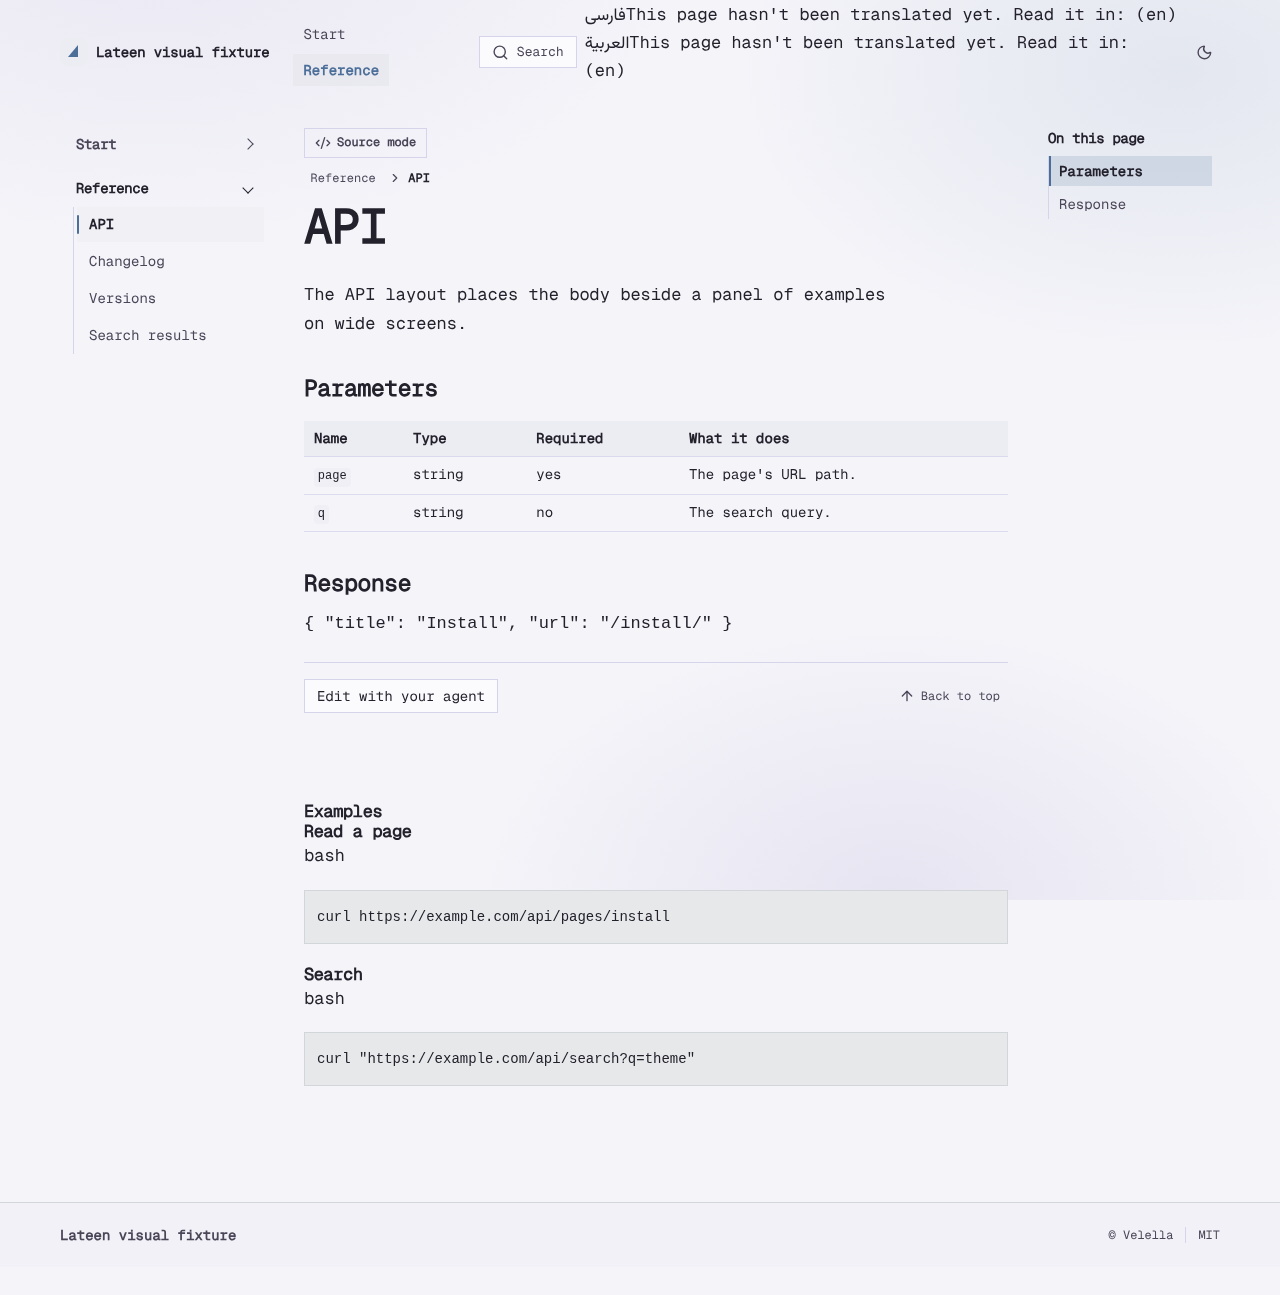 Lateen visual fixture
Start
Reference
Search
فارسیThis page hasn't been translated yet. Read it in: (en)
العربيةThis page hasn't been translated yet. Read it in:
(en)
Start
Reference
API
Changelog
Versions
Search results
Source mode
Reference > API
API
The API layout places the body beside a panel of examples
on wide screens.
Parameters
Name Type Required What it does
page string yes The page's URL path.
q string no The search query.
Response
{ "title": "Install", "url": "/install/" }
Edit with your agent
Back to top
Examples
Read a page
bash
curl https://example.com/api/pages/install
Search
bash
curl "https://example.com/api/search?q=theme"
On this page
Parameters
Response
Lateen visual fixture
© Velella
MIT